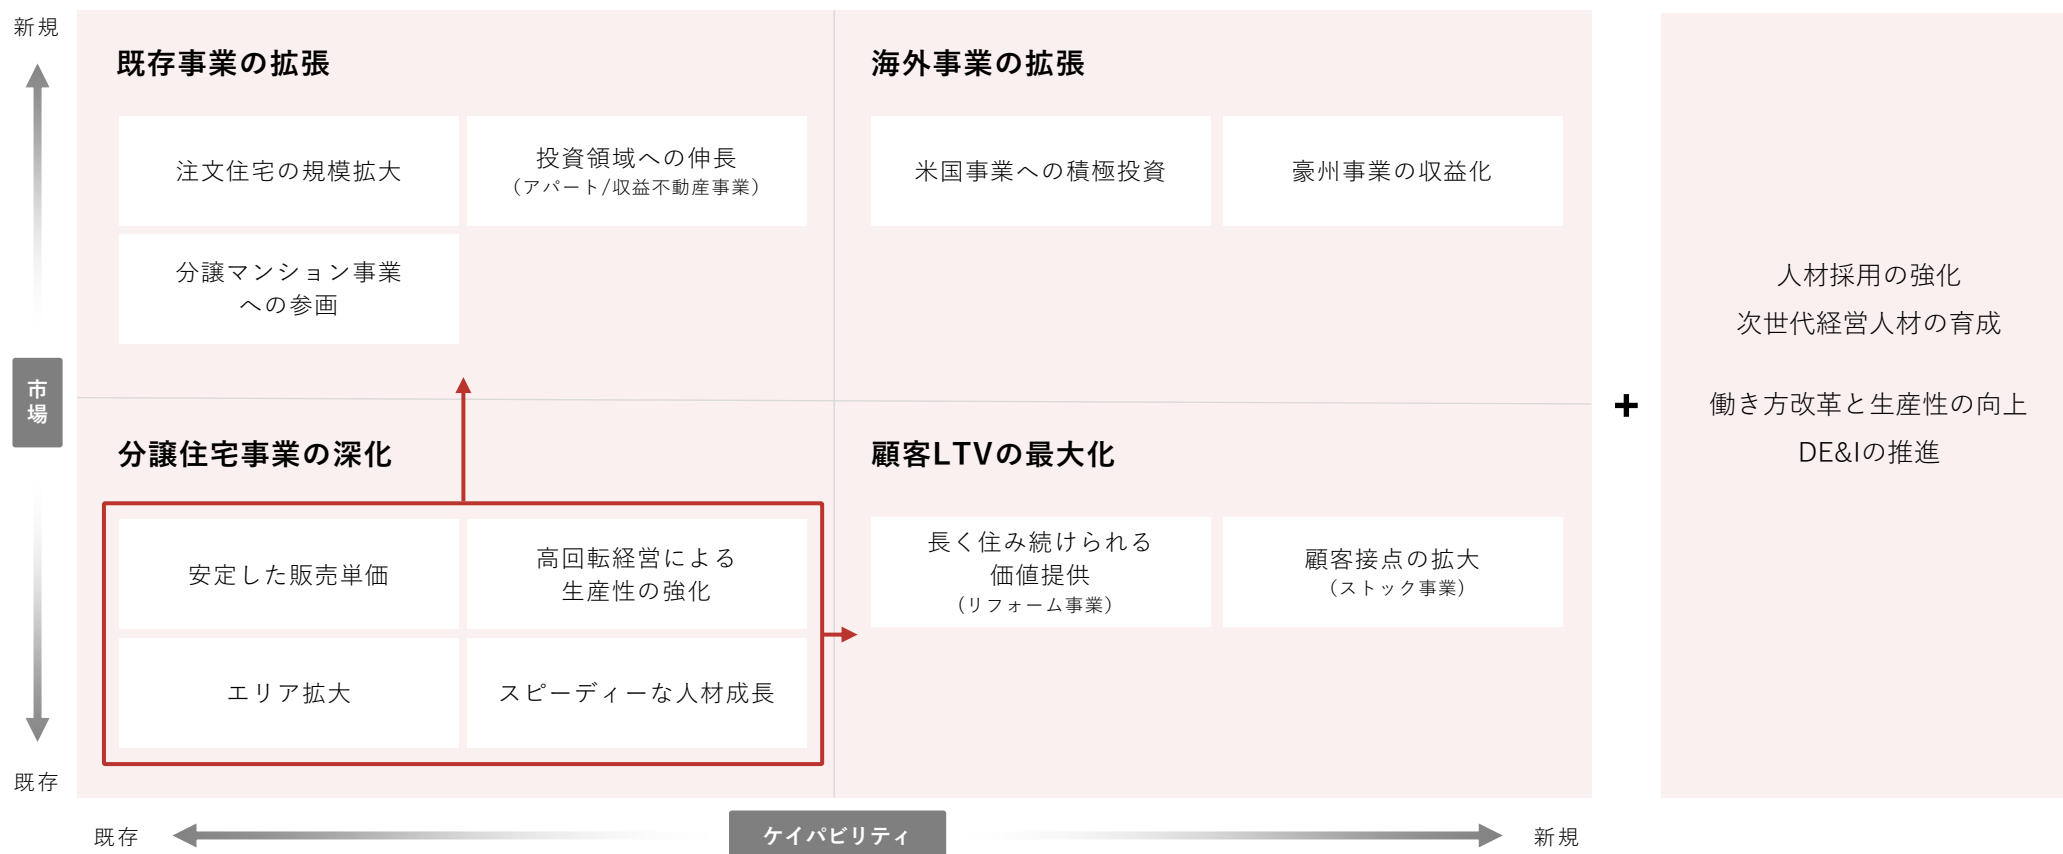 新規
既存事業の拡張
注文住宅の規模拡大
投資領域への伸長
（アパート/収益不動産事業）
分譲マンション事業
への参画
海外事業の拡張
米国事業への積極投資
豪州事業の収益化
市場
分譲住宅事業の深化
安定した販売単価
高回転経営による
生産性の強化
エリア拡大
スピーディーな人材成長
顧客LTVの最大化
長く住み続けられる
価値提供
（リフォーム事業）
顧客接点の拡大
（ストック事業）
既存
既存
ケイパビリティ
新規
+
人材採用の強化
次世代経営人材の育成
働き方改革と生産性の向上
DE&Iの推進